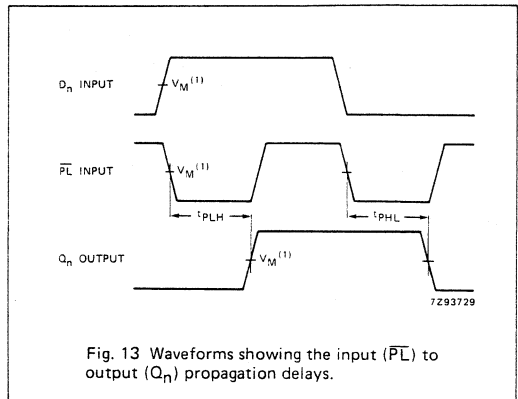 Dn INPUT
VM(1)
PL INPUT
VM(1)
tPLH
tPHL
Qn OUTPUT
VM(1)
7Z93729
Fig. 13 Waveforms showing the input (PL) to
output (Qn) propagation delays.